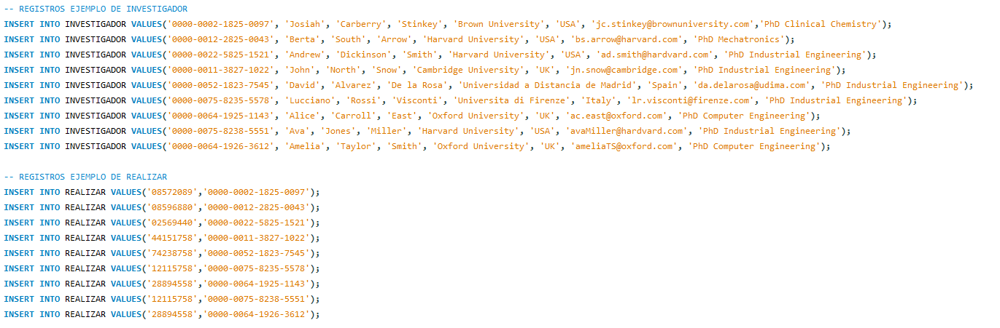 -- REGISTROS EJEMPLO DE INVESTIGADOR
INSERT INTO INVESTIGADOR VALUES('0000-0002-1825-0097', 'Josiah', 'Carberry', 'Stinkey', 'Brown University', 'USA', 'jc.stinkey@brownuniversity.com','PhD Clinical Chemistry');
INSERT INTO INVESTIGADOR VALUES('0000-0012-2825-0043', 'Berta', 'South', 'Arrow', 'Harvard University', 'USA', 'bs.arrow@harvard.com', 'PhD Mechatronics');
INSERT INTO INVESTIGADOR VALUES('0000-0022-5825-1521', 'Andrew', 'Dickinson', 'Smith', 'Harvard University', 'USA', 'ad.smith@hardvard.com', 'PhD Industrial Engineering');
INSERT INTO INVESTIGADOR VALUES('0000-0011-3827-1022', 'John', 'North', 'Snow', 'Cambridge University', 'UK', 'jn.snow@cambridge.com', 'PhD Industrial Engineering');
INSERT INTO INVESTIGADOR VALUES('0000-0052-1823-7545', 'David', 'Alvarez', 'De la Rosa', 'Universidad a Distancia de Madrid', 'Spain', 'da.delarosa@udima.com', 'PhD Industrial Engineering');
INSERT INTO INVESTIGADOR VALUES('0000-0075-8235-5578', 'Lucciano', 'Rossi', 'Visconti', 'Universita di Firenze', 'Italy', 'lr.visconti@firenze.com', 'PhD Industrial Engineering');
INSERT INTO INVESTIGADOR VALUES('0000-0064-1925-1143', 'Alice', 'Carroll', 'East', 'Oxford University', 'UK', 'ac.east@oxford.com', 'PhD Computer Engineering');
INSERT INTO INVESTIGADOR VALUES('0000-0075-8238-5551', 'Ava', 'Jones', 'Miller', 'Harvard University', 'USA', 'avaMiller@hardvard.com', 'PhD Industrial Engineering');
INSERT INTO INVESTIGADOR VALUES('0000-0064-1926-3612', 'Amelia', 'Taylor', 'Smith', 'Oxford University', 'UK', 'ameliaTS@oxford.com', 'PhD Computer Engineering');
-- REGISTROS EJEMPLO DE REALIZAR
INSERT INTO REALIZAR VALUES('08572089','0000-0002-1825-0097');
INSERT INTO REALIZAR VALUES('08596880','0000-0012-2825-0043');
INSERT INTO REALIZAR VALUES('02569440','0000-0022-5825-1521');
INSERT INTO REALIZAR VALUES('44151758','0000-0011-3827-1022');
INSERT INTO REALIZAR VALUES('74238758','0000-0052-1823-7545');
INSERT INTO REALIZAR VALUES('12115758','0000-0075-8235-5578');
INSERT INTO REALIZAR VALUES('28894558','0000-0064-1925-1143');
INSERT INTO REALIZAR VALUES('12115758','0000-0075-8238-5551');
INSERT INTO REALIZAR VALUES('28894558','0000-0064-1926-3612');